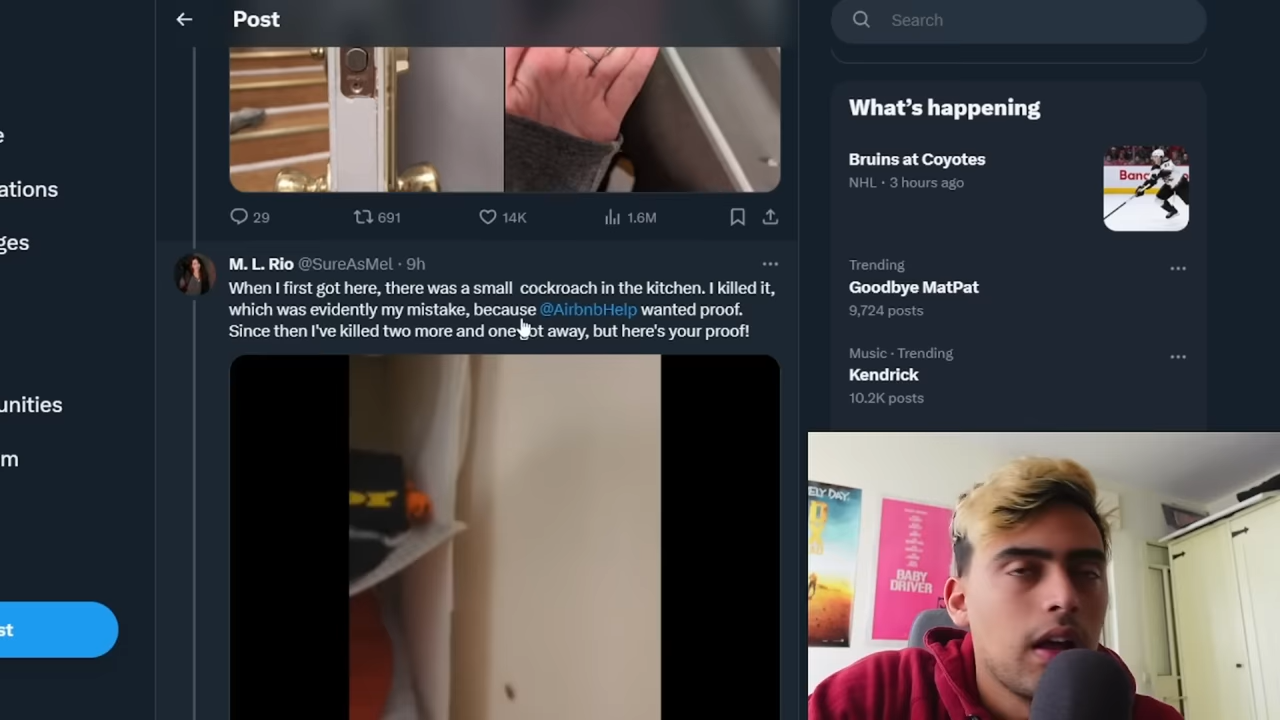 Post
Search
e
ations
ges
unities
m
st
29
691
14K
1.6M
M. L. Rio @SureAsMel · 9h
When I first got here, there was a small cockroach in the kitchen. I killed it,
which was evidently my mistake, because @AirbnbHelp wanted proof.
Since then I've killed two more and one got away, but here's your proof!
What's happening
Bruins at Coyotes
NHL · 3 hours ago
Banc
Trending
Goodbye MatPat
9,724 posts
Music · Trending
Kendrick
10.2K posts
ELY DAY.
BABY
DRIVER